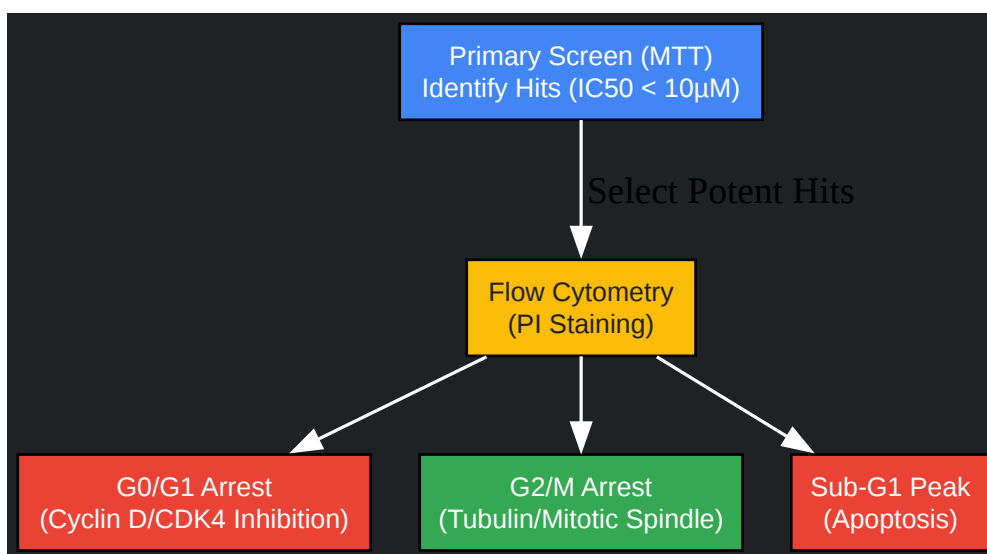 Primary Screen (MTT)
Identify Hits (IC50 < 10µM)
Select Potent Hits
Flow Cytometry
(PI Staining)
G0/G1 Arrest
(Cyclin D/CDK4 Inhibition)
G2/M Arrest
(Tubulin/Mitotic Spindle)
Sub-G1 Peak
(Apoptosis)